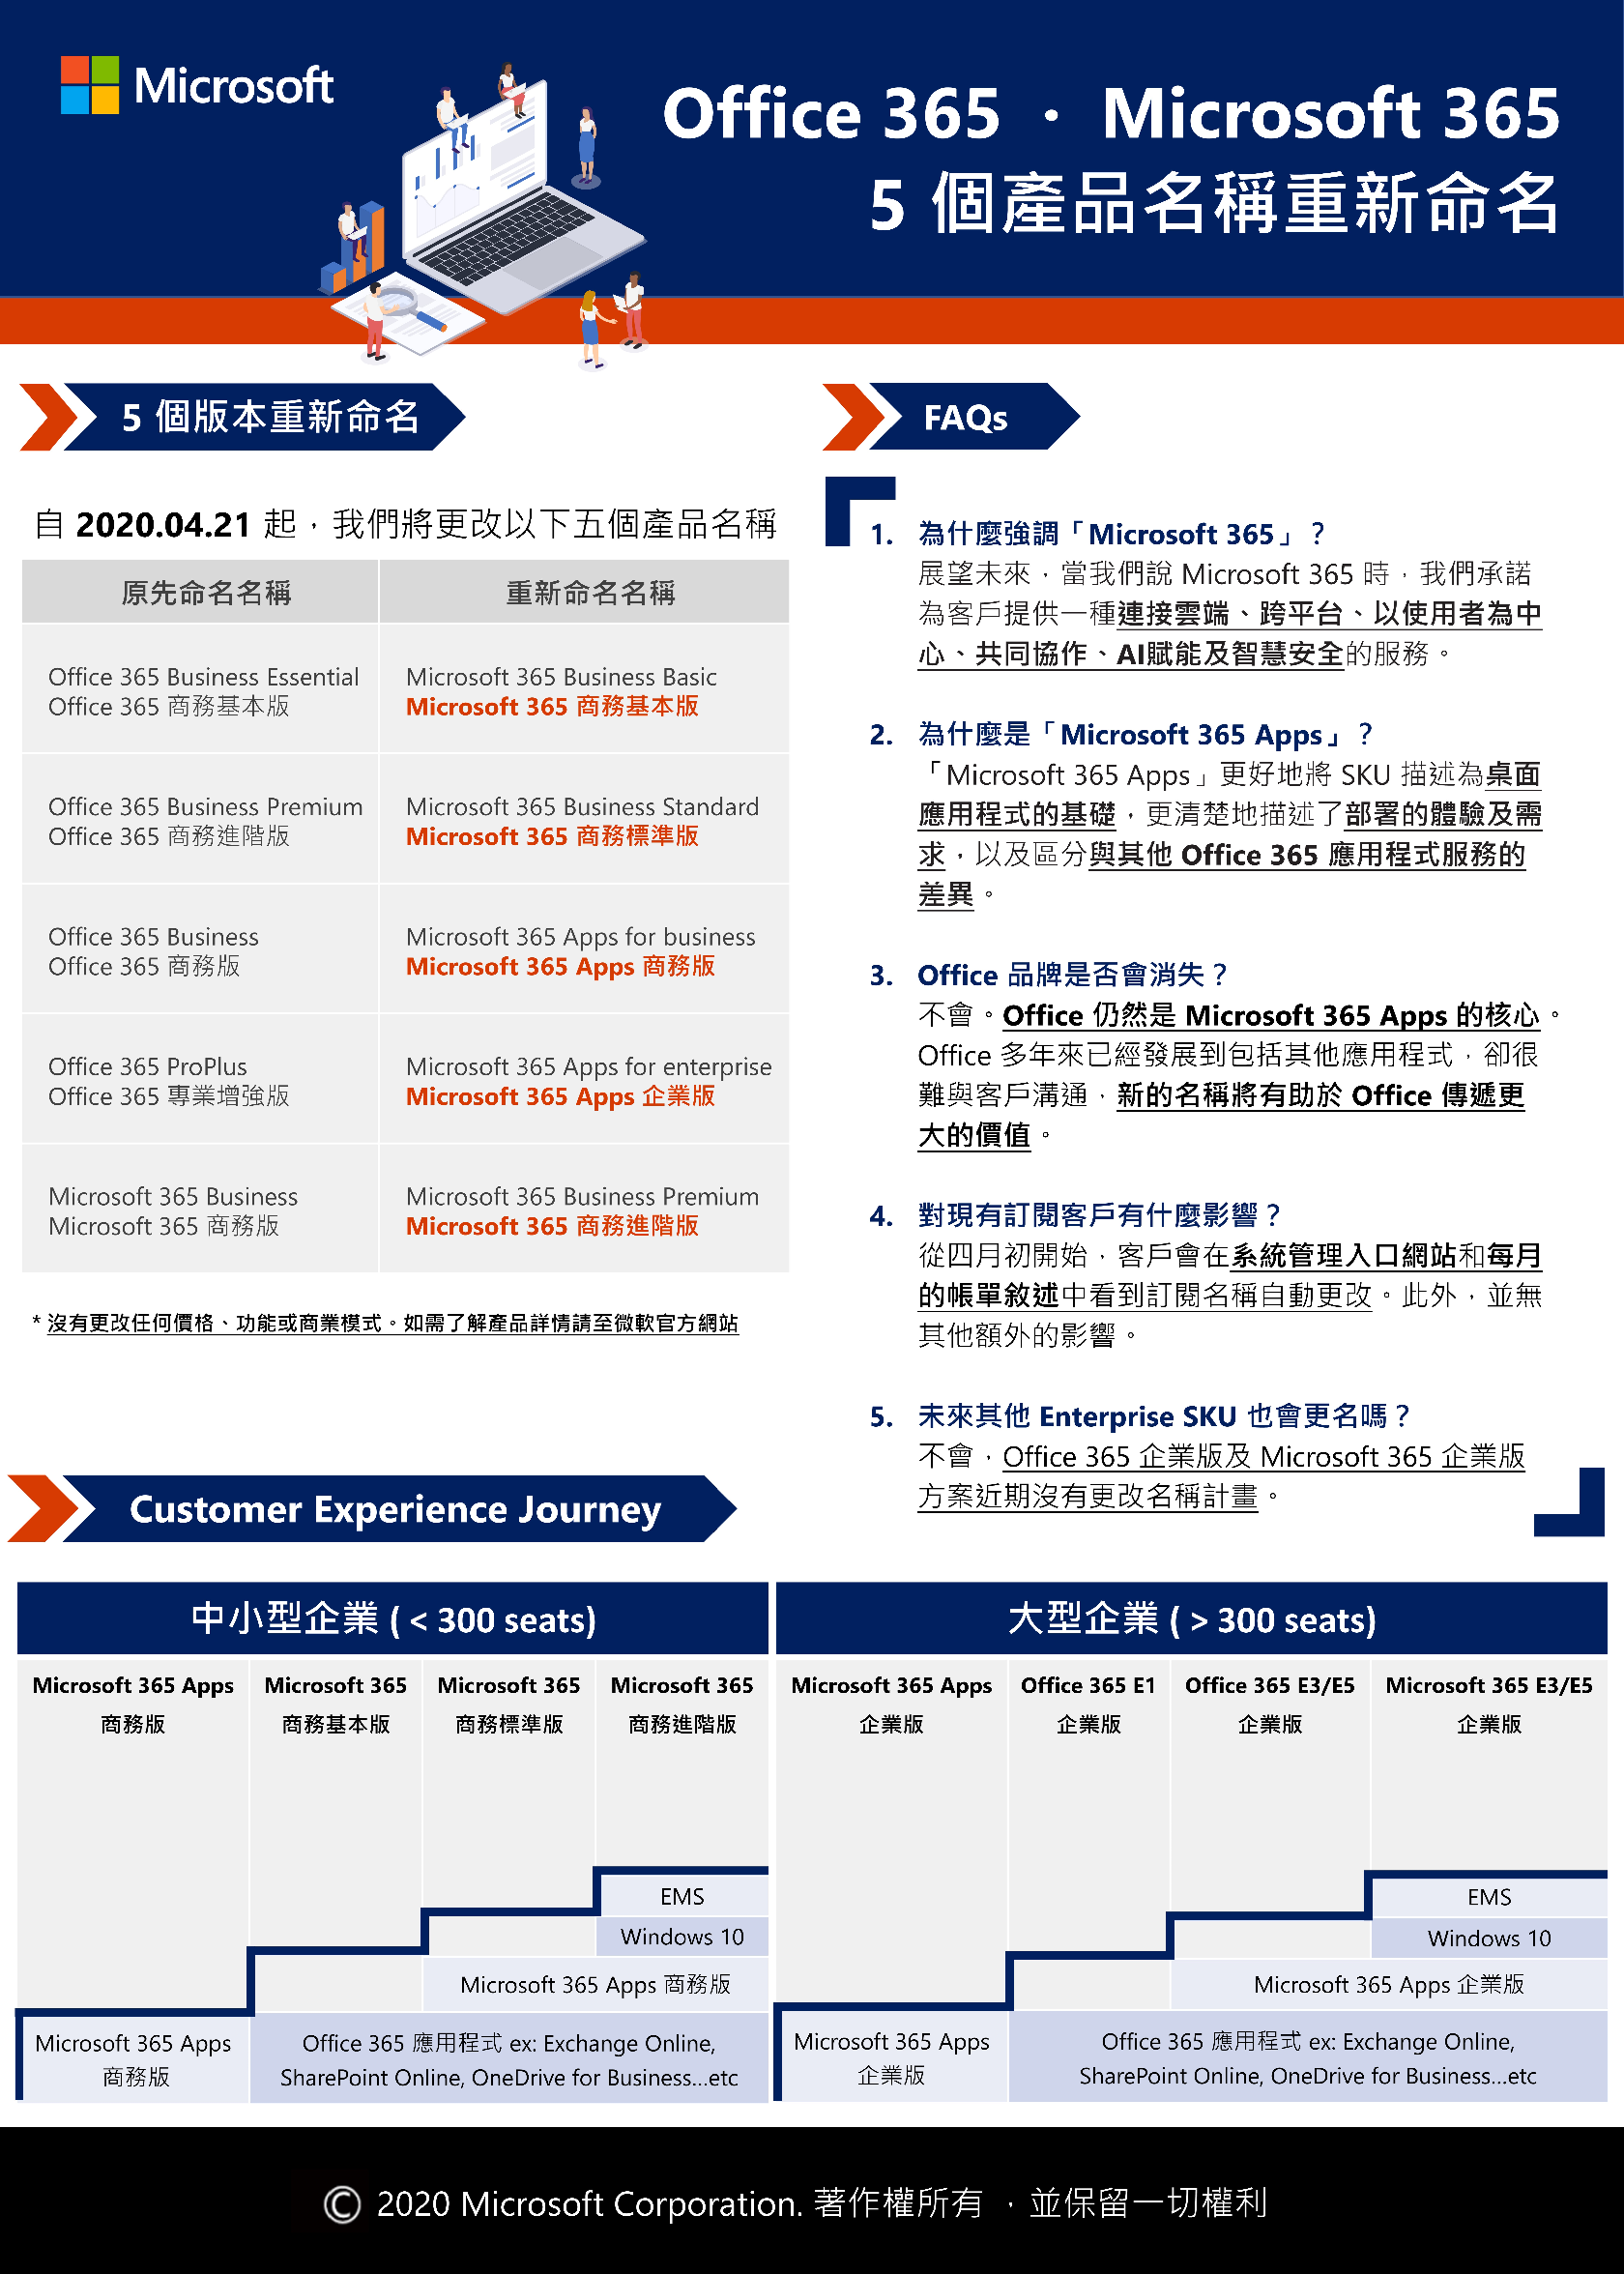 Microsoft
Office 365 · Microsoft 365
5 個產品名稱重新命名
5 個版本重新命名
自 2020.04.21 起，我們將更改以下五個產品名稱
原先命名名稱
重新命名名稱
Office 365 Business Essential
Office 365 商務基本版
Microsoft 365 Business Basic
Microsoft 365 商務基本版
Office 365 Business Premium
Office 365 商務進階版
Microsoft 365 Business Standard
Microsoft 365 商務標準版
Office 365 Business
Office 365 商務版
Microsoft 365 Apps for business
Microsoft 365 Apps 商務版
Office 365 ProPlus
Office 365 專業增強版
Microsoft 365 Apps for enterprise
Microsoft 365 Apps 企業版
Microsoft 365 Business
Microsoft 365 商務版
Microsoft 365 Business Premium
Microsoft 365 商務進階版
* 沒有更改任何價格、功能或商業模式。如需了解產品詳情請至微軟官方網站
FAQs
1. 為什麼強調「Microsoft 365」？
展望未來，當我們說 Microsoft 365 時，我們承諾
為客戶提供一種連接雲端、跨平台、以使用者為中
心、共同協作、AI賦能及智慧安全的服務。
2. 為什麼是「Microsoft 365 Apps」？
「Microsoft 365 Apps」更好地將 SKU 描述為桌面
應用程式的基礎，更清楚地描述了部署的體驗及需
求，以及區分與其他 Office 365 應用程式服務的
差異。
3. Office 品牌是否會消失？
不會。Office 仍然是 Microsoft 365 Apps 的核心。
Office 多年來已經發展到包括其他應用程式，卻很
難與客戶溝通，新的名稱將有助於 Office 傳遞更
大的價值。
4. 對現有訂閱客戶有什麼影響？
從四月初開始，客戶會在系統管理入口網站和每月
的帳單敘述中看到訂閱名稱自動更改。此外，並無
其他額外的影響。
5. 未來其他 Enterprise SKU 也會更名嗎？
不會，Office 365 企業版及 Microsoft 365 企業版
方案近期沒有更改名稱計畫。
Customer Experience Journey
中小型企業 ( < 300 seats)
Microsoft 365 Apps
商務版
Microsoft 365
商務基本版
Microsoft 365
商務標準版
Microsoft 365
商務進階版
EMS
Windows 10
Microsoft 365 Apps 商務版
Microsoft 365 Apps
商務版
Office 365 應用程式 ex: Exchange Online,
SharePoint Online, OneDrive for Business...etc
大型企業 ( > 300 seats)
Microsoft 365 Apps
企業版
Office 365 E1
企業版
Office 365 E3/E5
企業版
Microsoft 365 E3/E5
企業版
EMS
Windows 10
Microsoft 365 Apps 企業版
Microsoft 365 Apps
企業版
Office 365 應用程式 ex: Exchange Online,
SharePoint Online, OneDrive for Business...etc
© 2020 Microsoft Corporation. 著作權所有 ，並保留一切權利